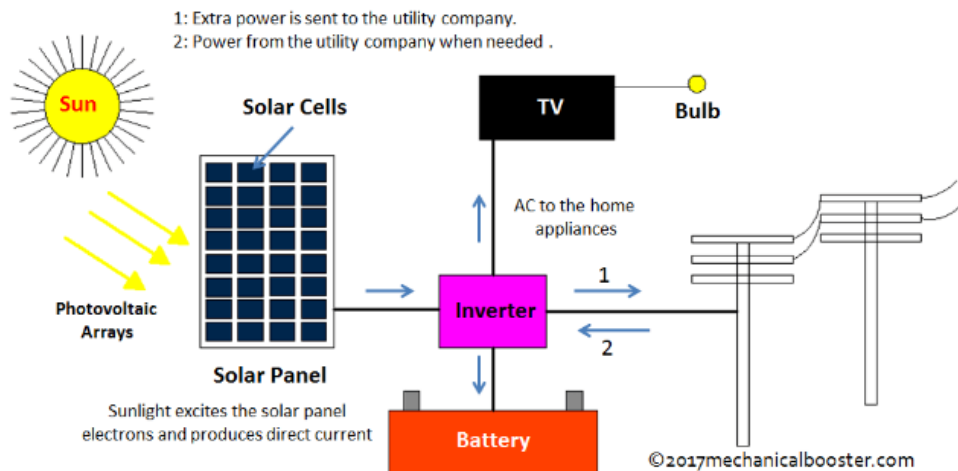 1: Extra power is sent to the utility company.
2: Power from the utility company when needed .
Sun
Solar Cells
TV
Bulb
AC to the home
appliances
1
Inverter
2
Photovoltaic
Arrays
Solar Panel
Sunlight excites the solar panel
electrons and produces direct current
Battery
©2017mechanicalbooster.com